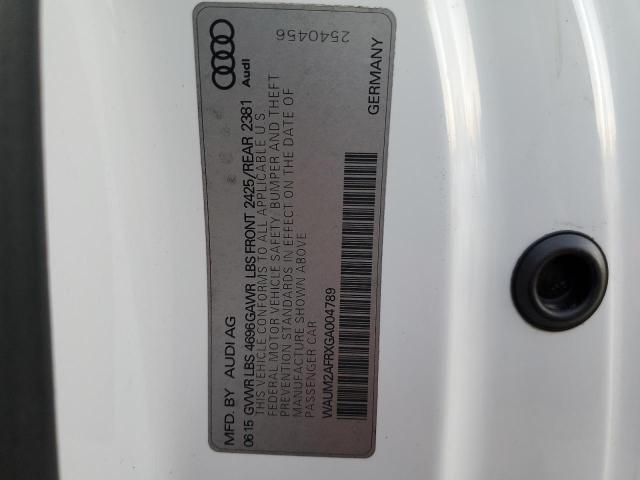 MFD. BY AUDI AG
0615 GVWR LBS 4696 GAWR LBS FRONT 2425/REAR 2381
THIS VEHICLE CONFORMS TO ALL APPLICABLE U S
FEDERAL MOTOR VEHICLE SAFETY, BUMPER AND THEFT
PREVENTION STANDARDS IN EFFECT ON THE DATE OF
MANUFACTURE SHOWN ABOVE
PASSENGER CAR
WAUM2AFRXGA004789
Audi
2540456
GERMANY